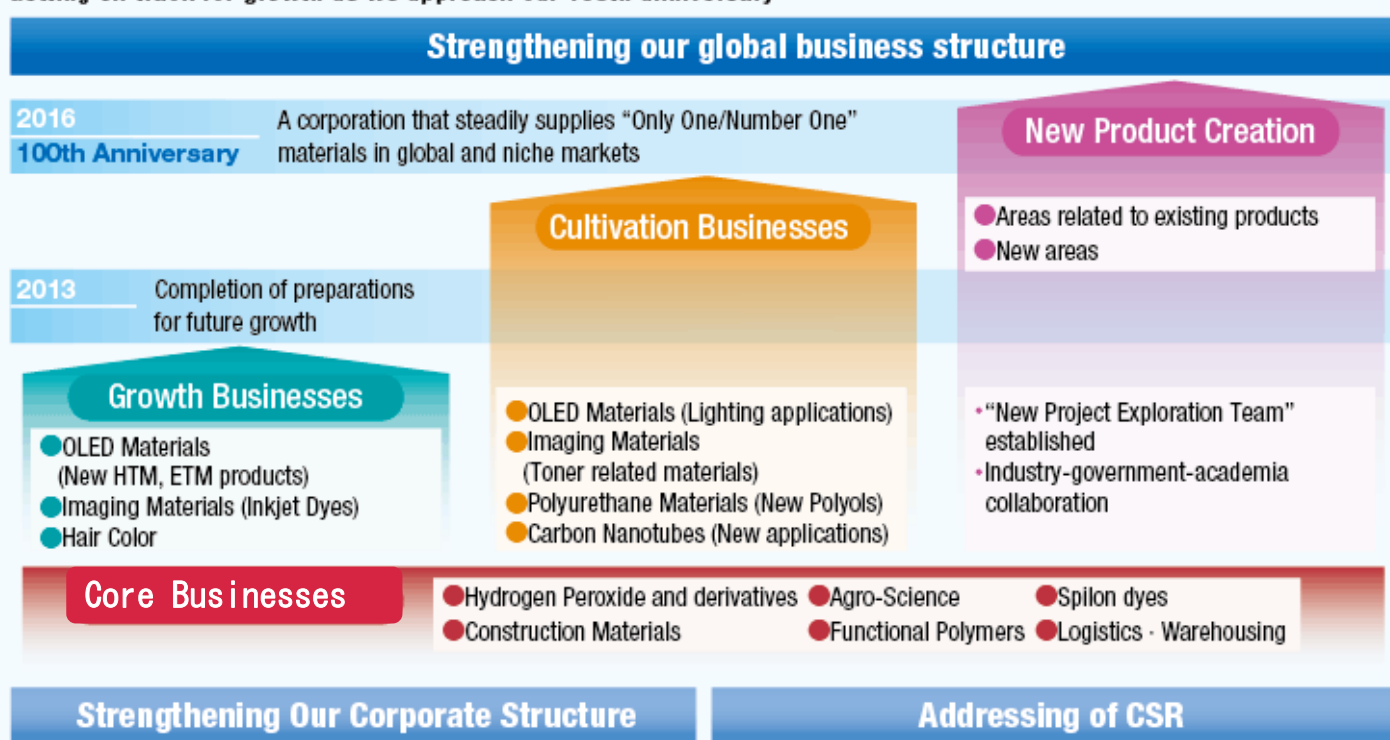 Strengthening our global business structure
2016
100th Anniversary
A corporation that steadily supplies “Only One/Number One”
materials in global and niche markets
New Product Creation
●Areas related to existing products
●New areas
Cultivation Businesses
2013
Completion of preparations
for future growth
Growth Businesses
●OLED Materials
(New HTM, ETM products)
●Imaging Materials (Inkjet Dyes)
●Hair Color
●OLED Materials (Lighting applications)
●Imaging Materials
(Toner related materials)
●Polyurethane Materials (New Polyols)
●Carbon Nanotubes (New applications)
・“New Project Exploration Team”
established
・Industry-government-academia
collaboration
Core Businesses
●Hydrogen Peroxide and derivatives ●Agro-Science ●Spilon dyes
●Construction Materials ●Functional Polymers ●Logistics · Warehousing
Strengthening Our Corporate Structure
Addressing of CSR